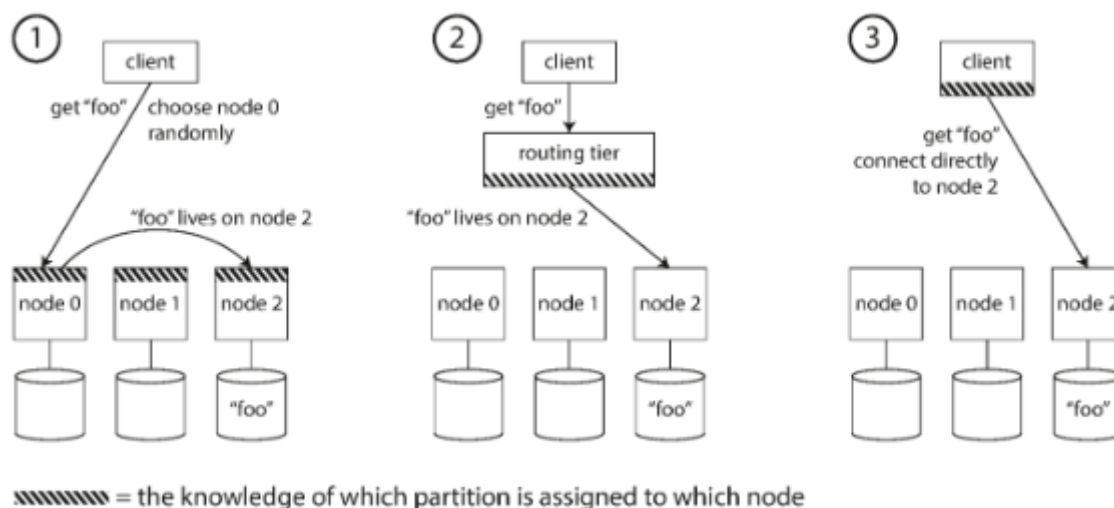 1
client
get “foo”
choose node 0
randomly
“foo” lives on node 2
node 0
node 1
node 2
“foo”
2
client
get “foo”
routing tier
“foo” lives on node 2
node 0
node 1
node 2
“foo”
3
client
get “foo”
connect directly
to node 2
node 0
node 1
node 2
“foo”
= the knowledge of which partition is assigned to which node